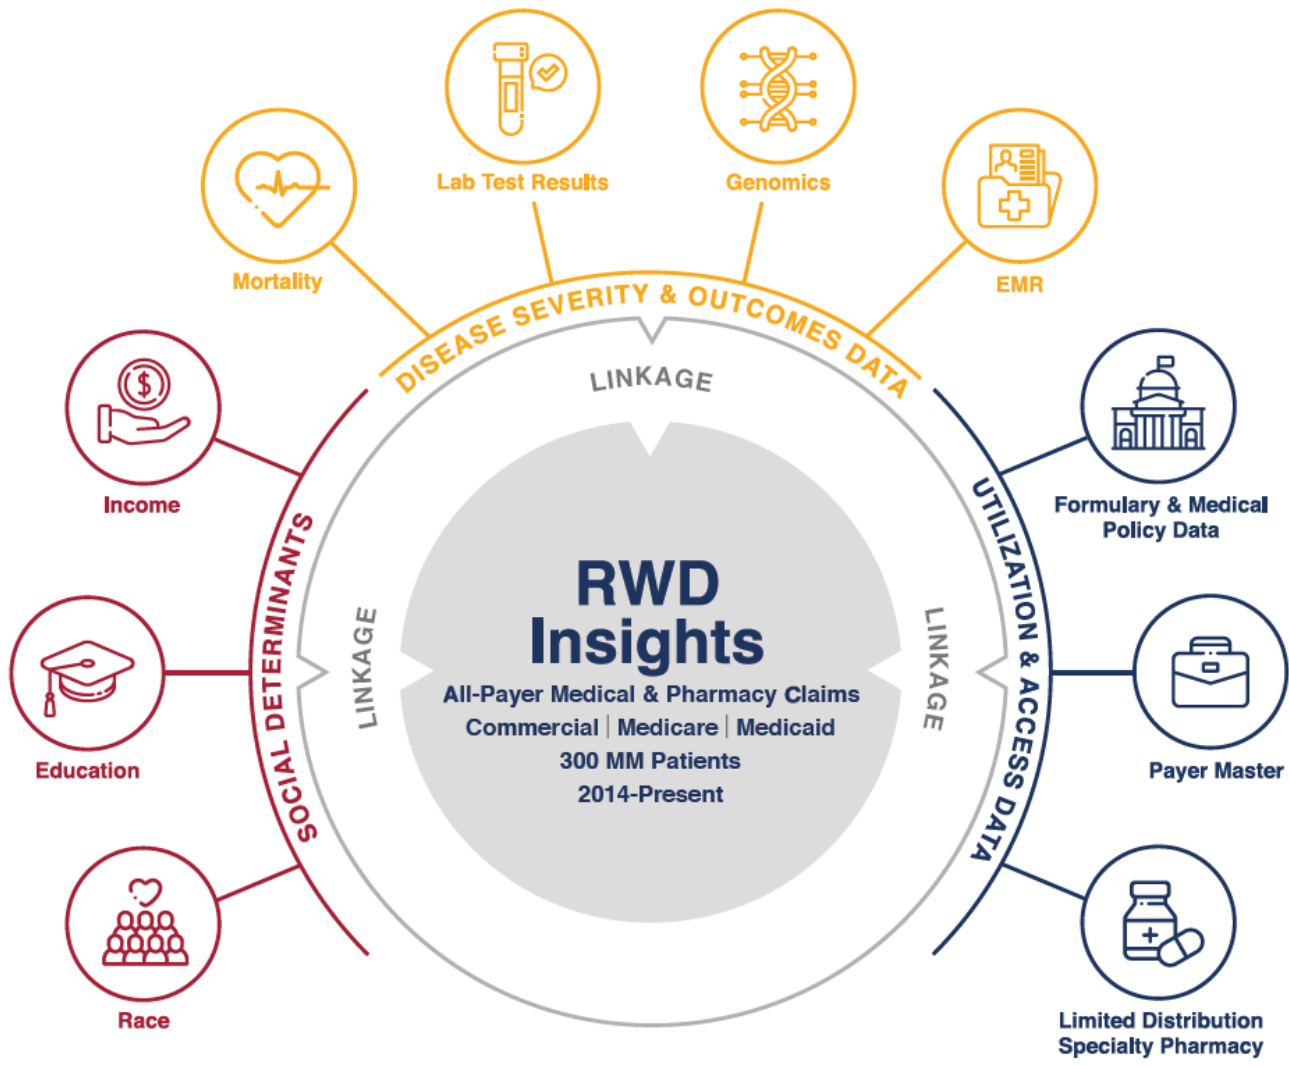 Lab Test Results
Genomics
Mortality
EMR
DISEASE SEVERITY & OUTCOMES DATA
LINKAGE
Income
Formulary & Medical
Policy Data
SOCIAL DETERMINANTS
UTILIZATION & ACCESS DATA
LINKAGE
LINKAGE
RWD
Insights
All-Payer Medical & Pharmacy Claims
Commercial | Medicare | Medicaid
300 MM Patients
2014-Present
Education
Payer Master
Race
Limited Distribution
Specialty Pharmacy
$